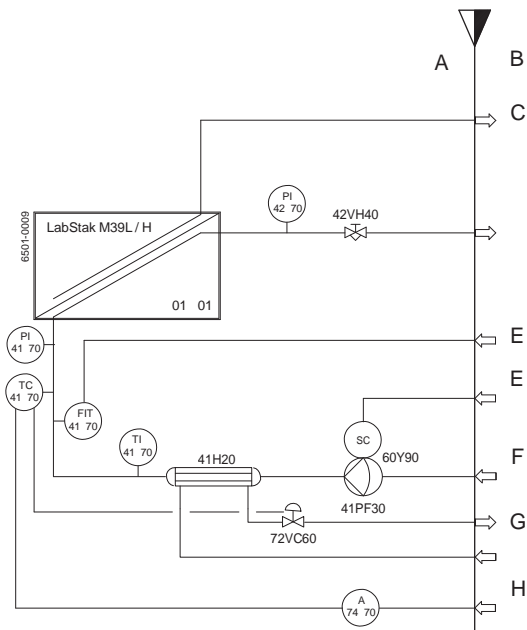 A
B
C
PI
42 70
42VH40
6501-0009
LabStak M39L / H
01 01
PI
41 70
E
TC
41 70
FIT
41 70
E
TI
41 70
41H20
SC
60Y90
F
41PF30
G
72VC60
A
74 70
H